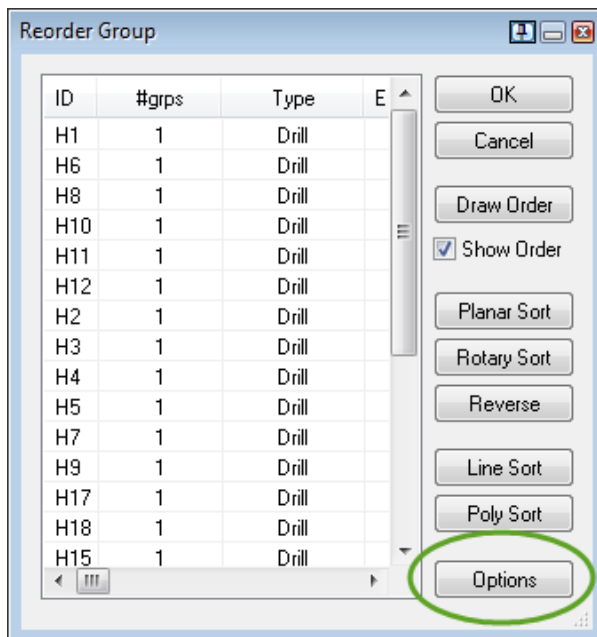 Reorder Group
ID #grps Type E
H1 1 Drill
H6 1 Drill
H8 1 Drill
H10 1 Drill
H11 1 Drill
H12 1 Drill
H2 1 Drill
H3 1 Drill
H4 1 Drill
H5 1 Drill
H7 1 Drill
H9 1 Drill
H17 1 Drill
H18 1 Drill
H15 1 Drill
OK
Cancel
Draw Order
Show Order
Planar Sort
Rotary Sort
Reverse
Line Sort
Poly Sort
Options